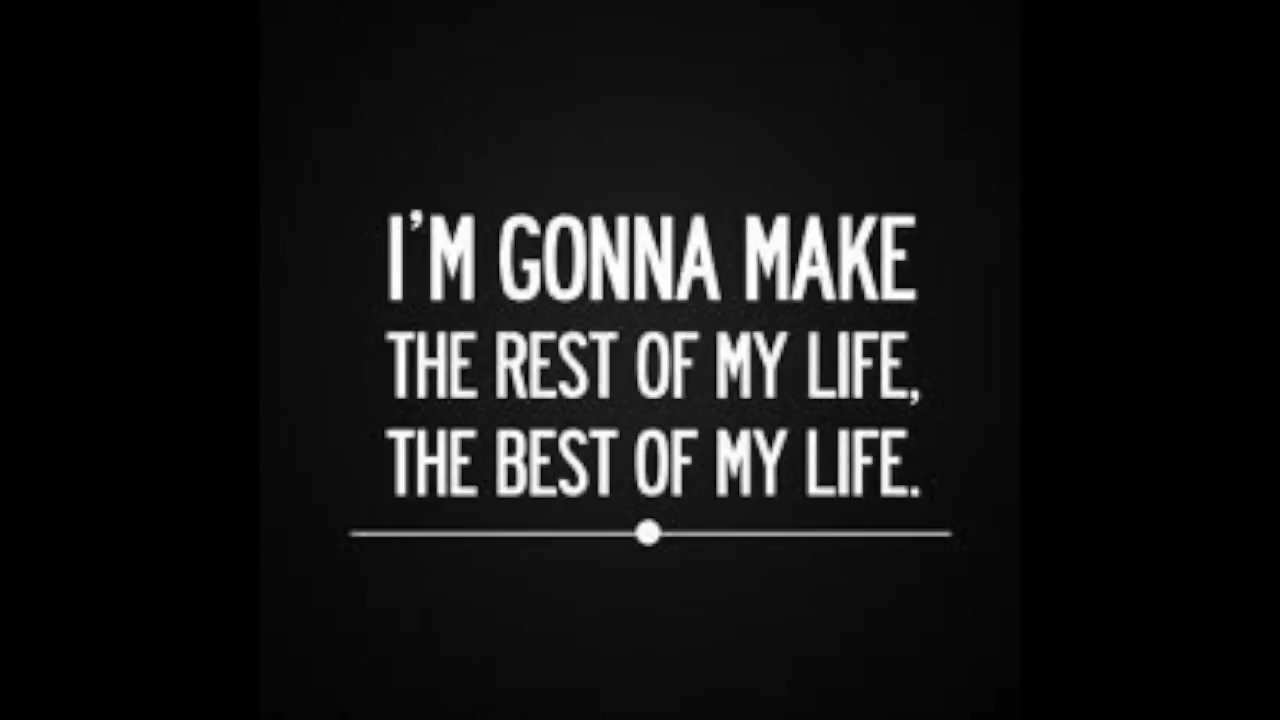 I'M GONNA MAKE
THE REST OF MY LIFE,
THE BEST OF MY LIFE.